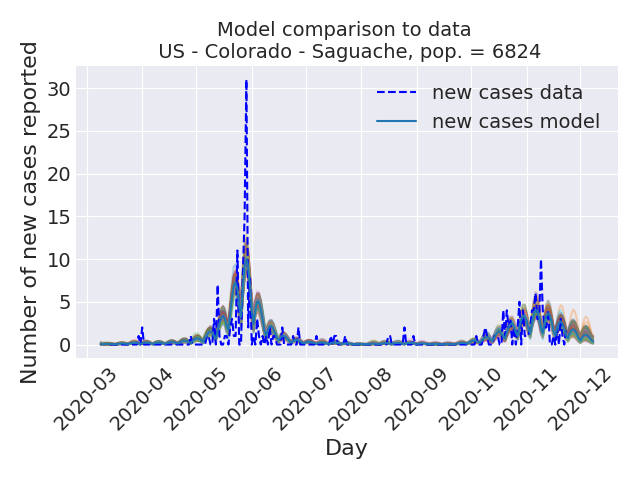 Model comparison to data
US - Colorado - Saguache, pop. = 6824
new cases data
new cases model
Number of new cases reported
30
25
20
15
10
5
0
2020-03
2020-04
2020-05
2020-06
2020-07
2020-08
2020-09
2020-10
2020-11
2020-12
Day